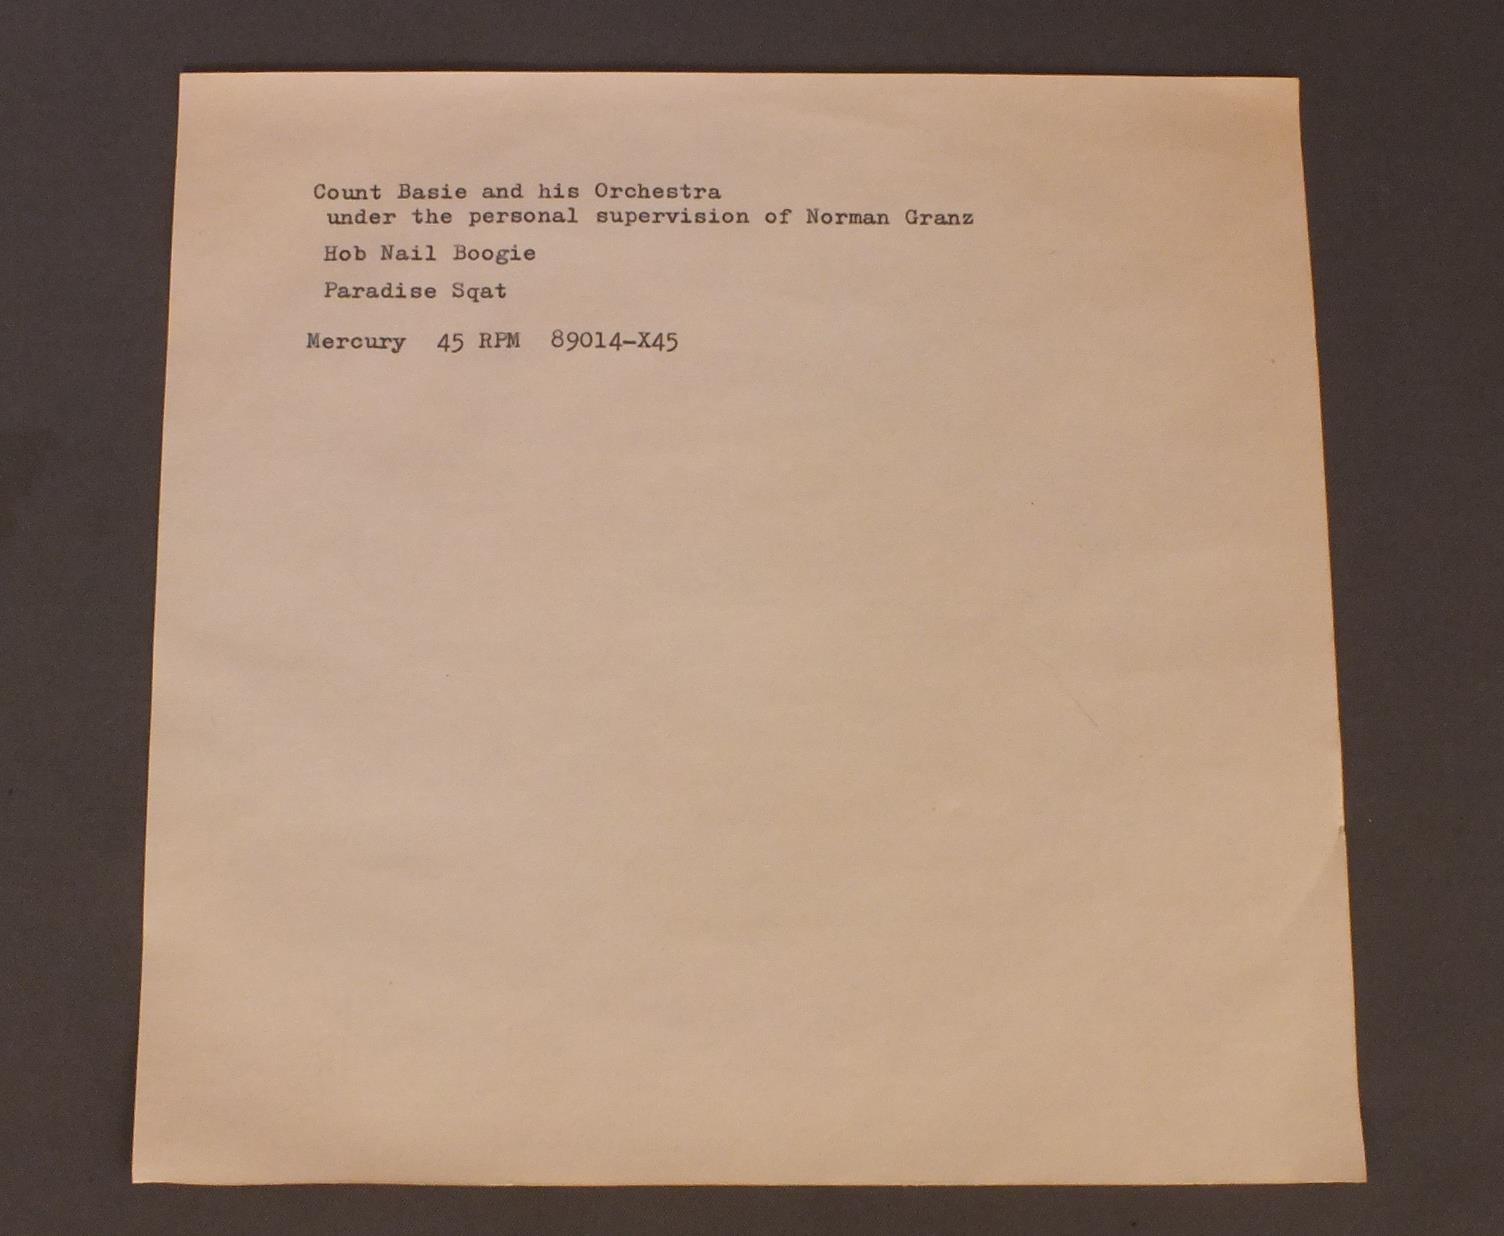 Count Basie and his Orchestra
under the personal supervision of Norman Granz
Hob Nail Boogie
Paradise Sqat
Mercury 45 RPM 89014-X45